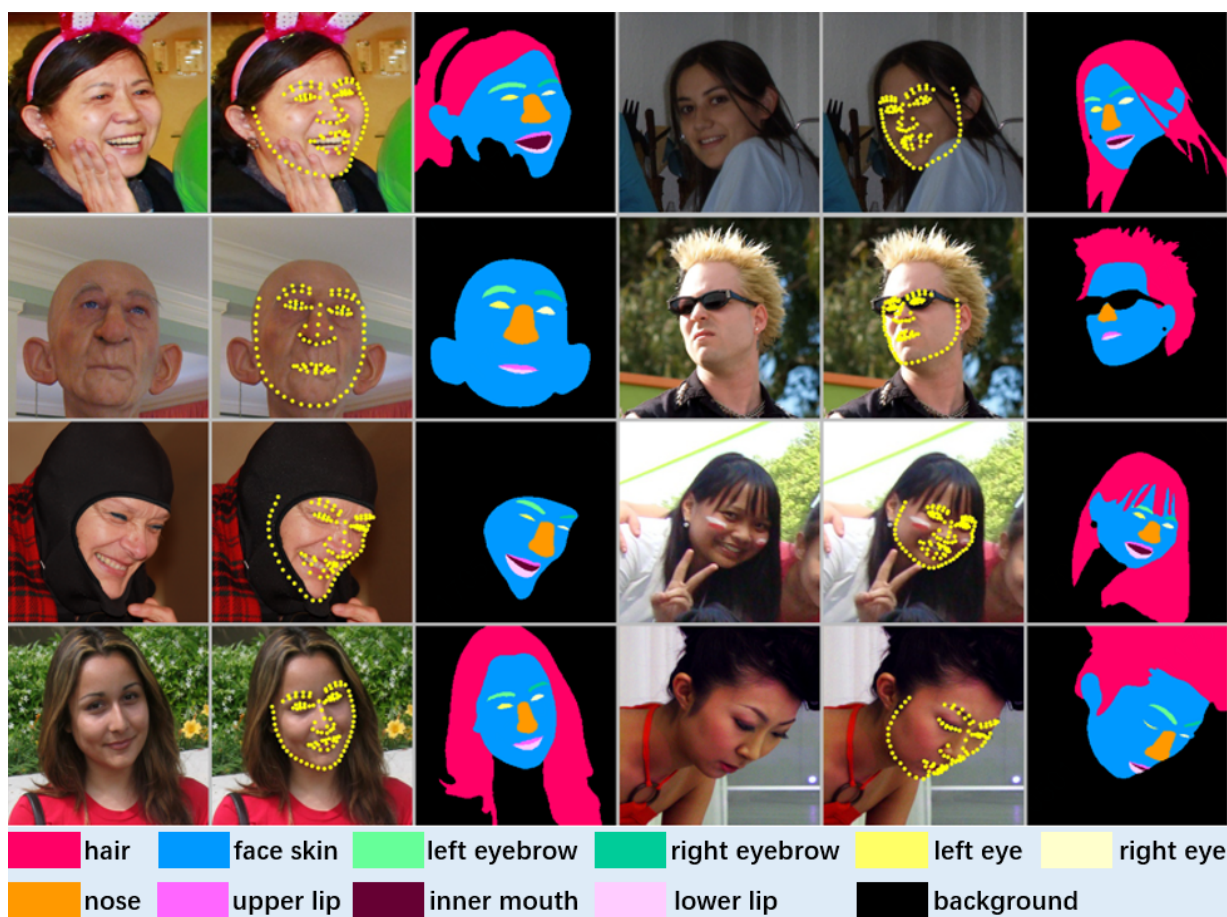 hair face skin left eyebrow right eyebrow left eye right eye
nose upper lip inner mouth lower lip background